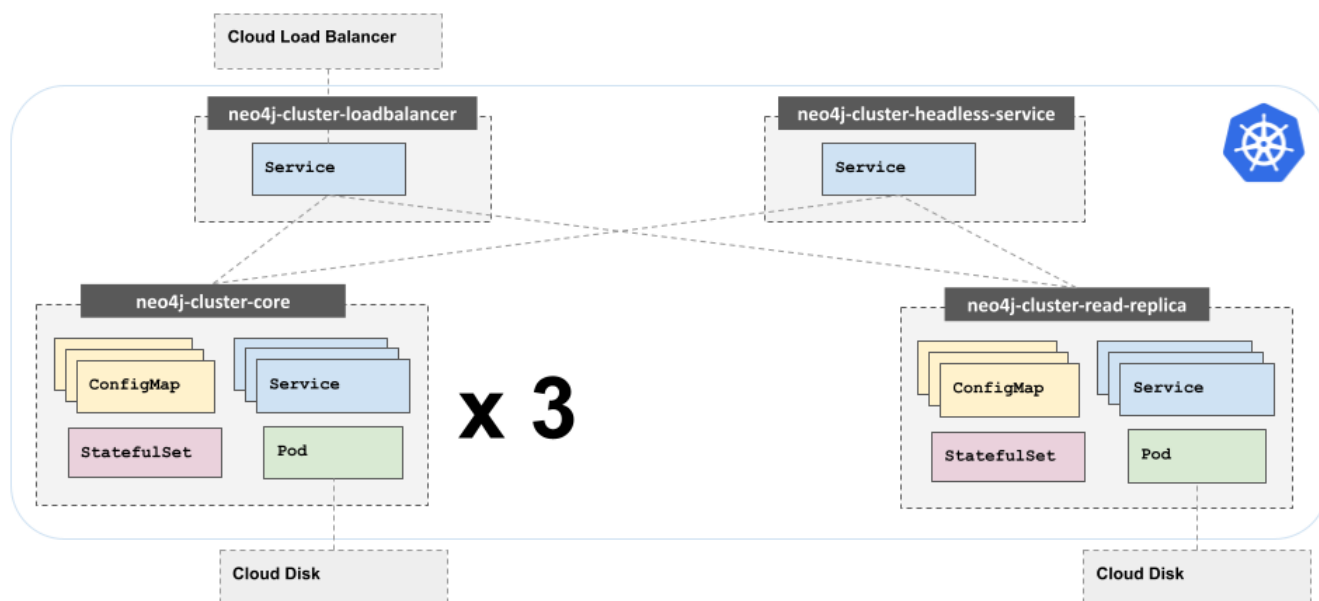 Cloud Load Balancer
neo4j-cluster-loadbalancer
neo4j-cluster-headless-service
Service
Service
neo4j-cluster-core
neo4j-cluster-read-replica
ConfigMap
Service
x 3
ConfigMap
Service
StatefulSet
Pod
StatefulSet
Pod
Cloud Disk
Cloud Disk